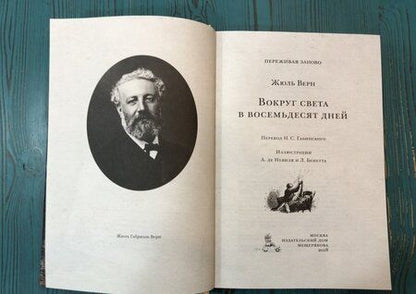 Жюль Габриэль Верн
ПЕРЕЖИВАЯ ЗАНОВО
ЖЮЛЬ ВЕРН
ВОКРУГ СВЕТА
В ВОСЕМЬДЕСЯТ ДНЕЙ
ПЕРЕВОД Н. С. ГАБИНСКОГО
ИЛЛЮСТРАЦИИ
А. ДЕ НЕВИЛЯ И Л. БЕНЕТТА
МОСКВА
ИЗДАТЕЛЬСКИЙ ДОМ
МЕЩЕРЯКОВА
2018